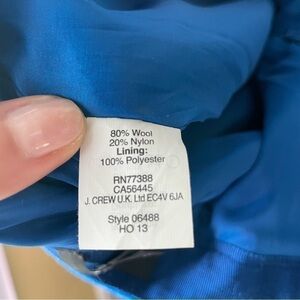 80% Wool
20% Nylon
Lining:
100% Polyester
RN77388
CA56445
J. CREW U.K. Ltd EC4V 6JA
Style 06488
HO 13